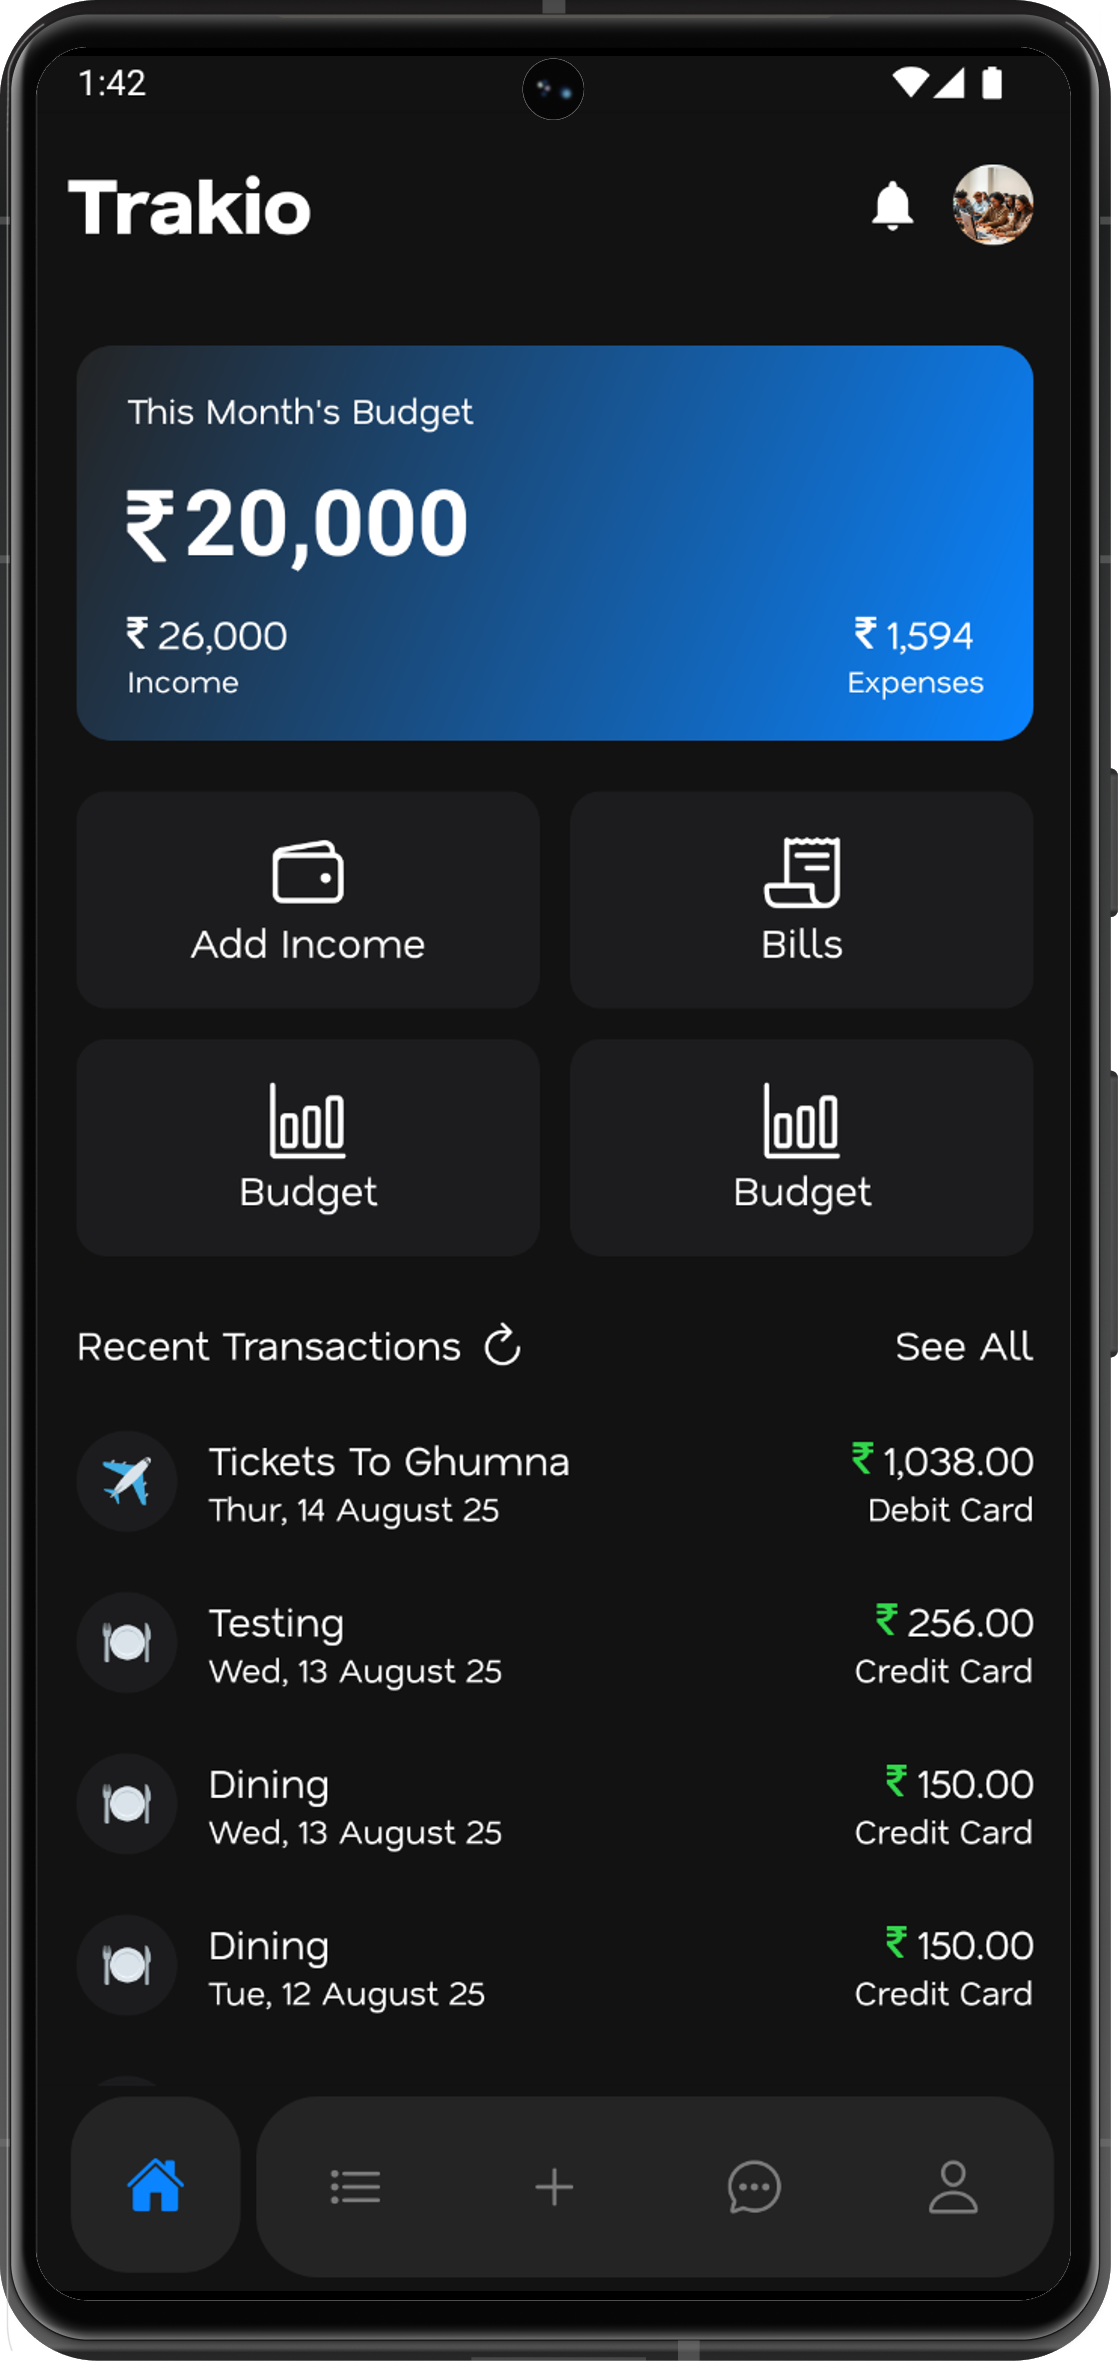 1:42
Trakio
This Month's Budget
₹20,000
₹ 26,000
Income
₹ 1,594
Expenses
Add Income
Bills
Budget
Budget
Recent Transactions
See All
Tickets To Ghumna
₹ 1,038.00
Thur, 14 August 25
Debit Card
Testing
₹ 256.00
Wed, 13 August 25
Credit Card
Dining
₹ 150.00
Wed, 13 August 25
Credit Card
Dining
₹ 150.00
Tue, 12 August 25
Credit Card